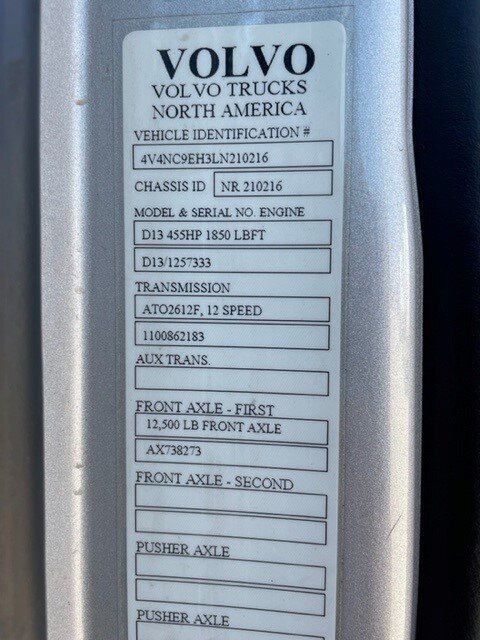 VOLVO
VOLVO TRUCKS
NORTH AMERICA
VEHICLE IDENTIFICATION #
4V4NC9EH3LN210216
CHASSIS ID NR 210216
MODEL & SERIAL NO. ENGINE
D13 455HP 1850 LBFT
D13/1257333
TRANSMISSION
ATO2612F, 12 SPEED
1100862183
AUX TRANS.
FRONT AXLE - FIRST
12,500 LB FRONT AXLE
AX738273
FRONT AXLE - SECOND
PUSHER AXLE
PUSHER AXLE